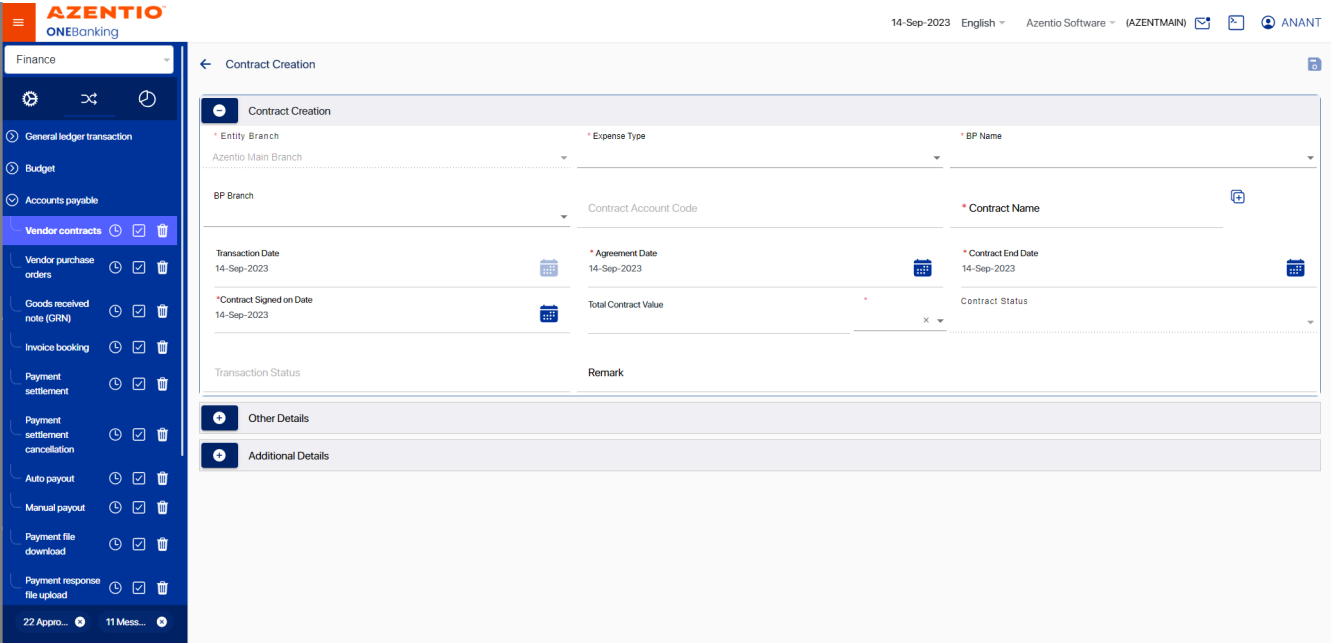 AZENTIO
ONEBanking
14-Sep-2023 English Azentio Software (AZENTMAIN) ANANT
Finance
General ledger transaction
Budget
Accounts payable
Vendor contracts
Vendor purchase
orders
Goods received
note (GRN)
Invoice booking
Payment
settlement
Payment
settlement
cancellation
Auto payout
Manual payout
Payment file
download
Payment response
file upload
22 Appro... 11 Mess...
Contract Creation
Contract Creation
* Entity Branch * Expense Type * BP Name
Azentio Main Branch
BP Branch
Contract Account Code * Contract Name
Transaction Date * Agreement Date * Contract End Date
14-Sep-2023 14-Sep-2023 14-Sep-2023
*Contract Signed on Date Total Contract Value * Contract Status
14-Sep-2023
Transaction Status Remark
Other Details
Additional Details